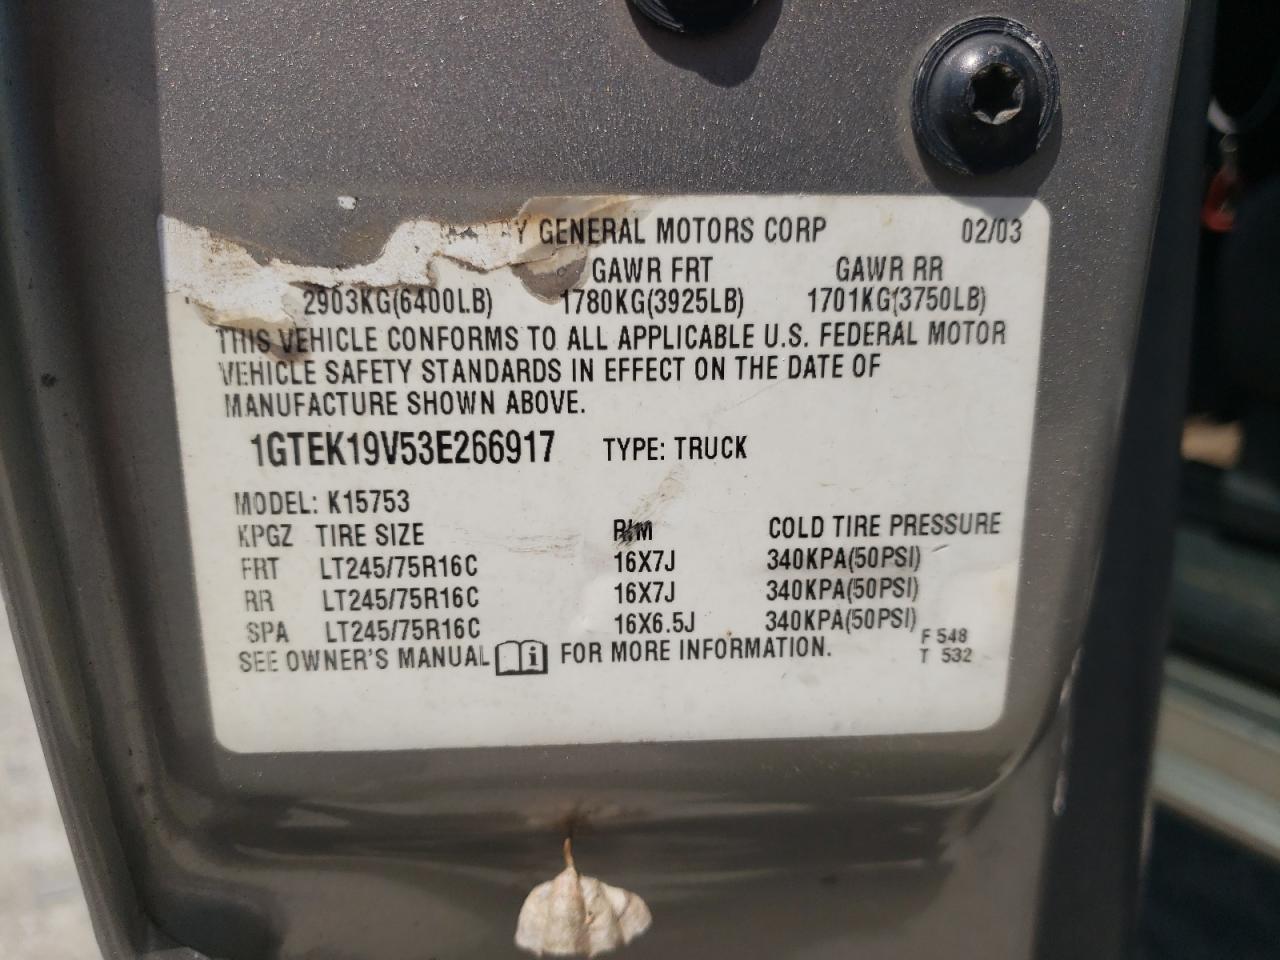 Y GENERAL MOTORS CORP 02/03
GAWR FRT GAWR RR
2903KG(6400LB) 1780KG(3925LB) 1701KG(3750LB)
THIS VEHICLE CONFORMS TO ALL APPLICABLE U.S. FEDERAL MOTOR
VEHICLE SAFETY STANDARDS IN EFFECT ON THE DATE OF
MANUFACTURE SHOWN ABOVE.
1GTEK19V53E266917 TYPE: TRUCK
MODEL: K15753
KPGZ TIRE SIZE RIM COLD TIRE PRESSURE
FRT LT245/75R16C 16X7J 340KPA(50PSI)
RR LT245/75R16C 16X7J 340KPA(50PSI)
SPA LT245/75R16C 16X6.5J 340KPA(50PSI)
F 548
SEE OWNER'S MANUAL FOR MORE INFORMATION. T 532